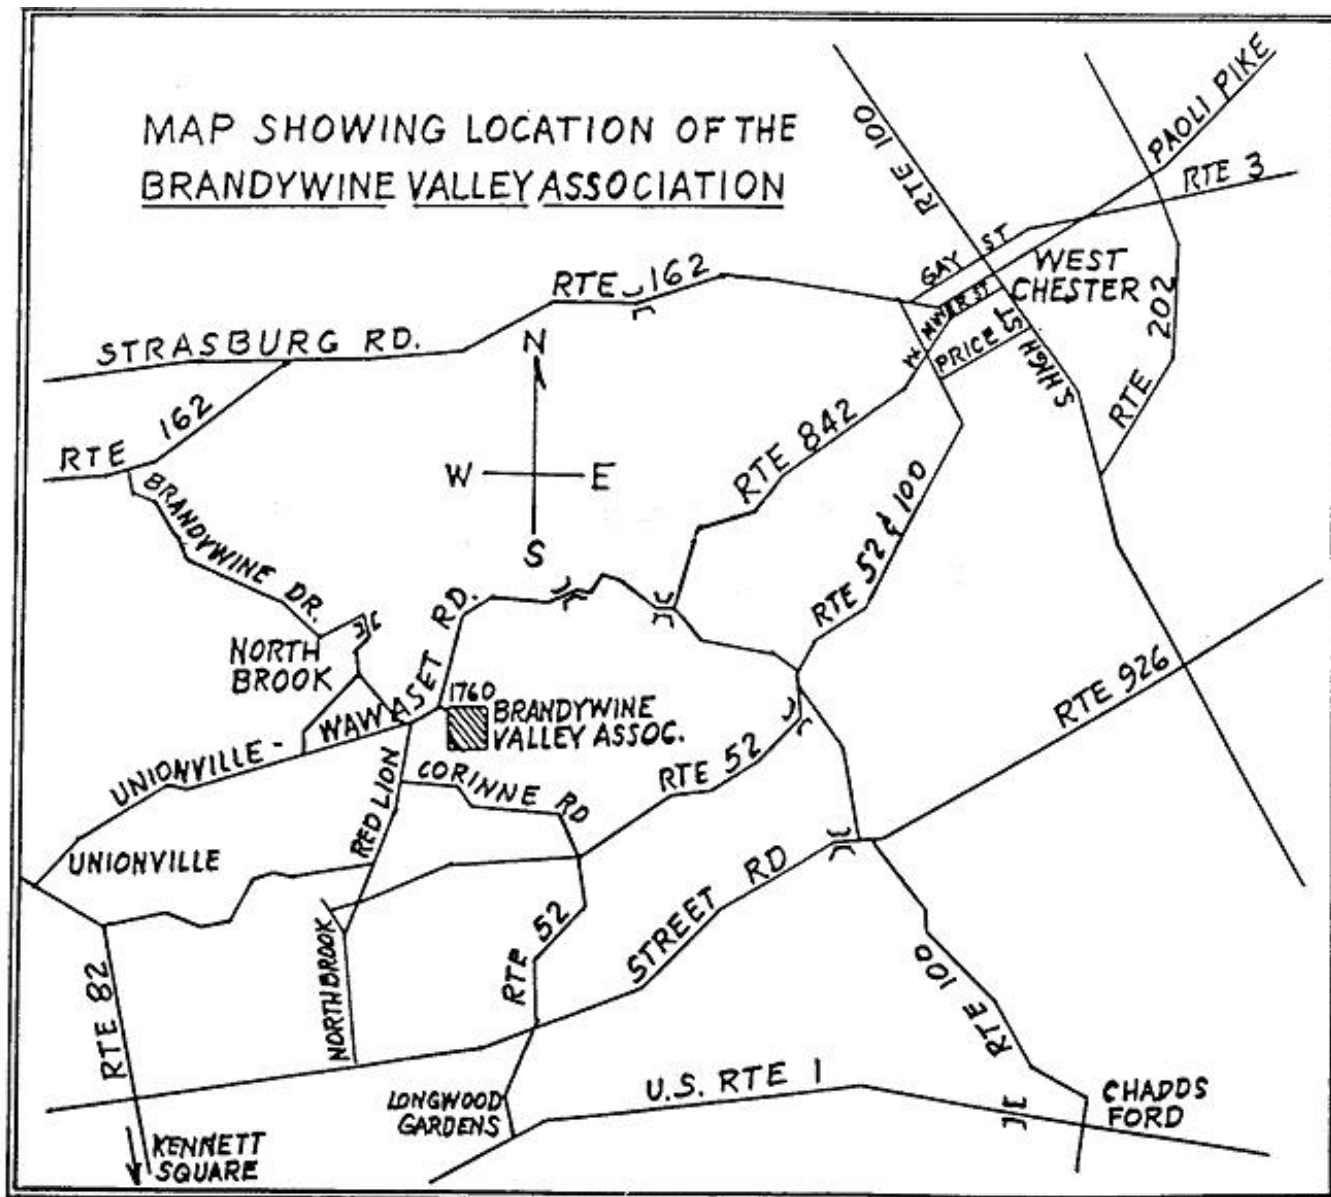 MAP SHOWING LOCATION OF THE
BRANDYWINE VALLEY ASSOCIATION
RTE 100
PAOLI PIKE
RTE 3
GAY ST
WEST
CHESTER
RTE 162
W. MINER ST
PRICE ST
S. HIGH
RTE 202
STRASBURG RD.
N
W
E
S
RTE 162
RTE 842
BRANDYWINE DR.
RTE 52 & 100
NORTH
BROOK
UNIONVILLE - WAWASET RD.
1760
BRANDYWINE
VALLEY ASSOC.
RTE 926
RED LION
CORINNE RD
RTE 52
UNIONVILLE
STREET RD
RTE 52
NORTHBROOK
RTE 82
RTE 100
LONGWOOD
GARDENS
U.S. RTE 1
CHADDS
FORD
KENNETT
SQUARE